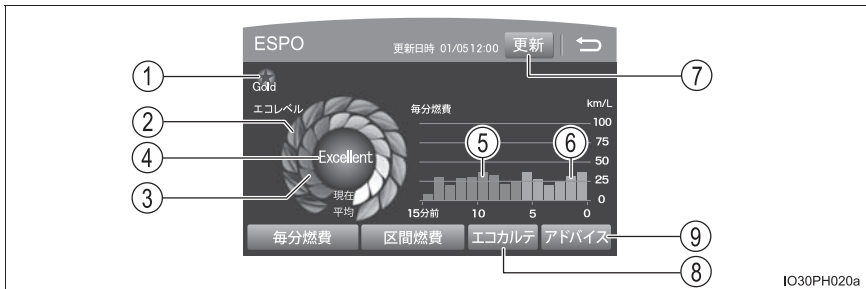 ESPO
更新日時 01/05 12:00
更新
1
Gold
7
エコレベル
2
毎分燃費
km/L
100
5
6
75
4
Excellent
50
3
25
現在
0
平均
15分前 10 5 0
毎分燃費
区間燃費
エコカルテ
アドバイス
9
8
IO30PH020a